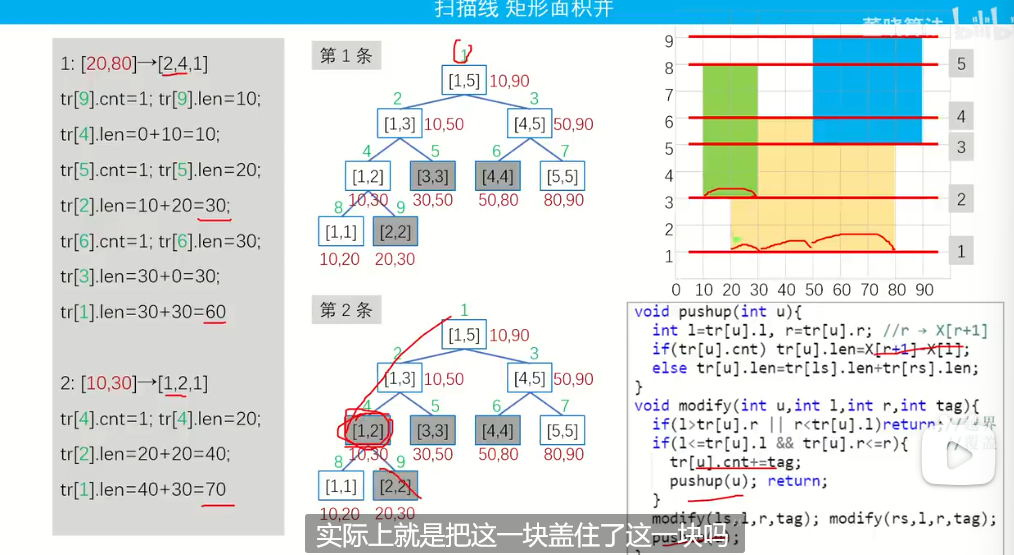 扫描线 矩形面积并
1: [20,80]→[2,4,1]
tr[9].cnt=1; tr[9].len=10;
tr[4].len=0+10=10;
tr[5].cnt=1; tr[5].len=20;
tr[2].len=10+20=30;
tr[6].cnt=1; tr[6].len=30;
tr[3].len=30+0=30;
tr[1].len=30+30=60
2: [10,30]→[1,2,1]
tr[4].cnt=1; tr[4].len=20;
tr[2].len=20+20=40;
tr[1].len=40+30=70
第 1 条
1
[1,5] 10,90
2 3
[1,3] 10,50 [4,5] 50,90
4 5 6 7
[1,2] [3,3] [4,4] [5,5]
10,30 30,50 50,80 80,90
8 9
[1,1] [2,2]
10,20 20,30
第 2 条
1
[1,5] 10,90
2 3
[1,3] 10,50 [4,5] 50,90
4 5 6 7
[1,2] [3,3] [4,4] [5,5]
10,30 30,50 50,80 80,90
8 9
[1,1] [2,2]
10,20 20,30
9
8 5
7
6 4
5 3
4
3 2
2
1 1
0 10 20 30 40 50 60 70 80 90
void pushup(int u){
int l=tr[u].l, r=tr[u].r; //r → X[r+1]
if(tr[u].cnt) tr[u].len=X[r+1]-X[l];
else tr[u].len=tr[ls].len+tr[rs].len;
}
void modify(int u,int l,int r,int tag){
if(l>tr[u].r || r<tr[u].l)return;
if(l<=tr[u].l && tr[u].r<=r){
tr[u].cnt+=tag;
pushup(u); return;
}
modify(ls,l,r,tag); modify(rs,l,r,tag);
实际上就是把这一块盖住了这一块吗